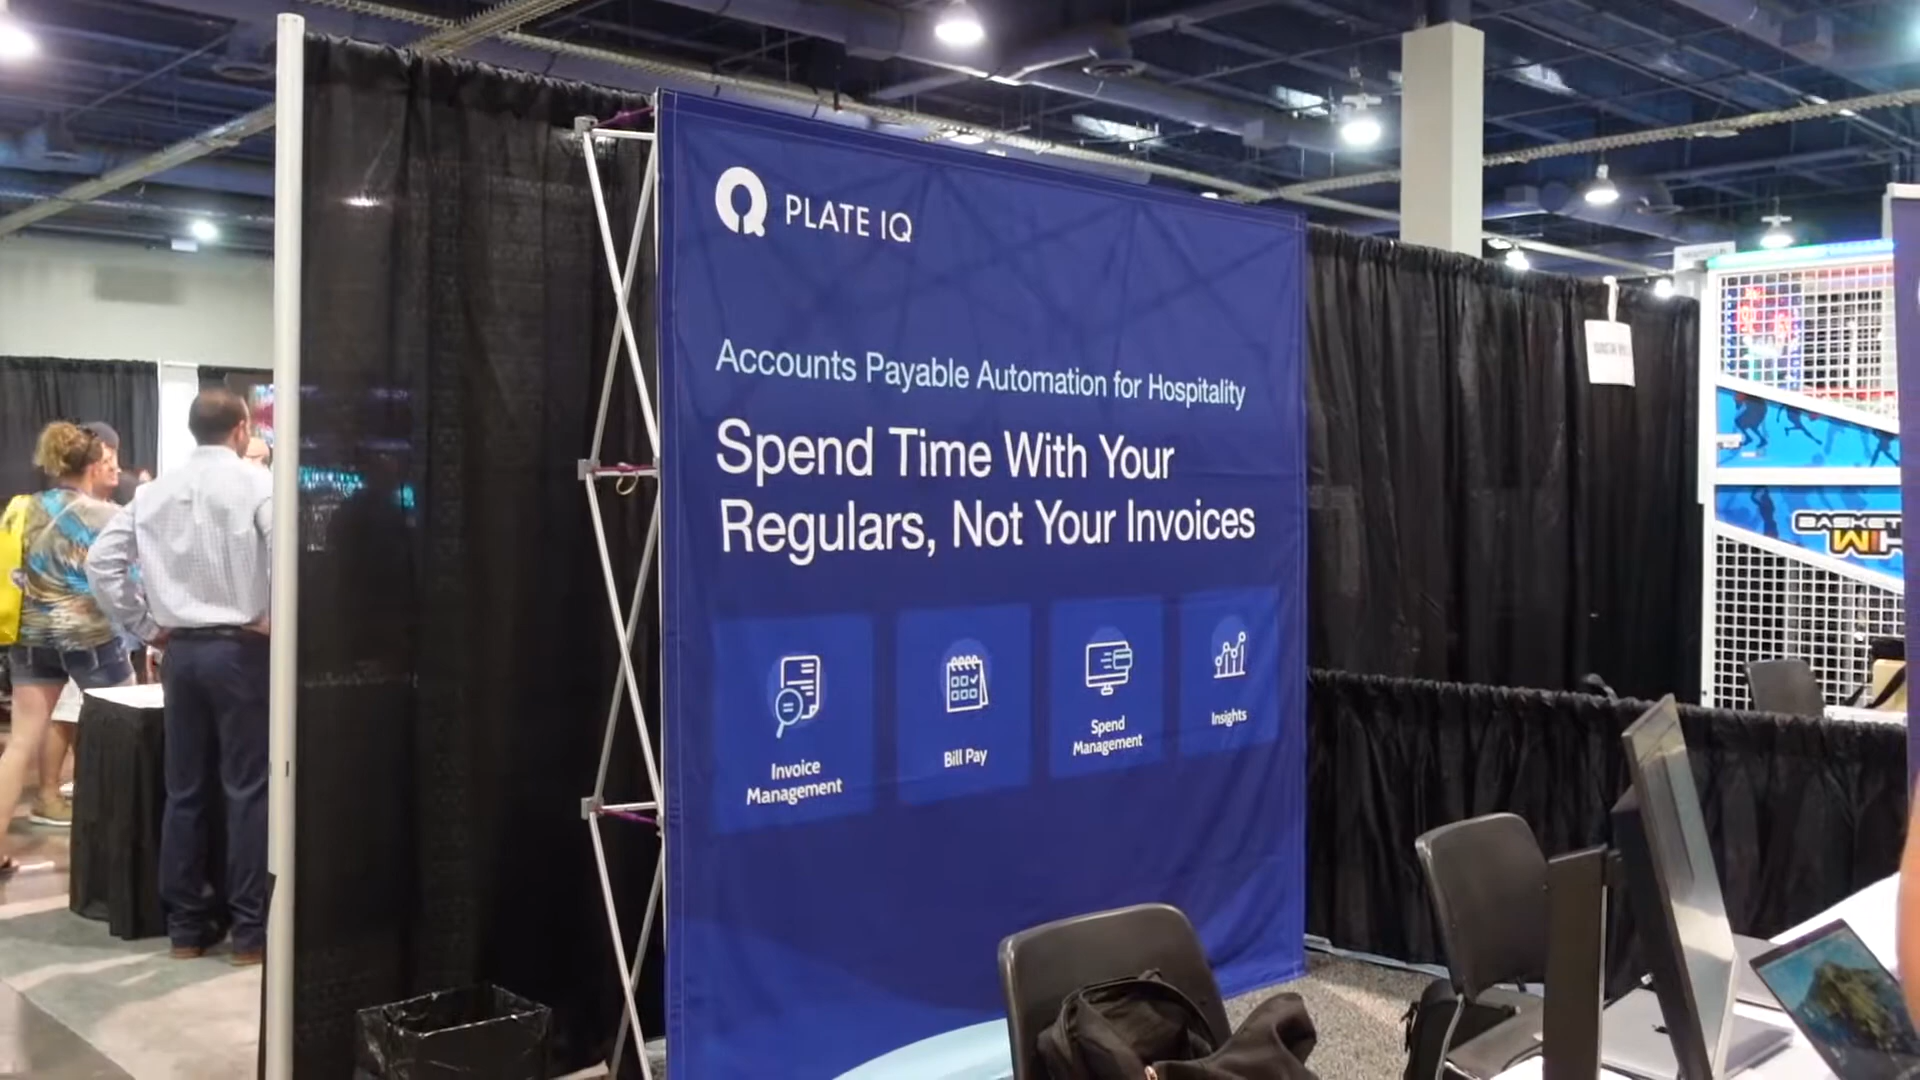 PLATE IQ
Accounts Payable Automation for Hospitality
Spend Time With Your
Regulars, Not Your Invoices
Invoice
Management
Bill Pay
Spend
Management
Insights
BASKET